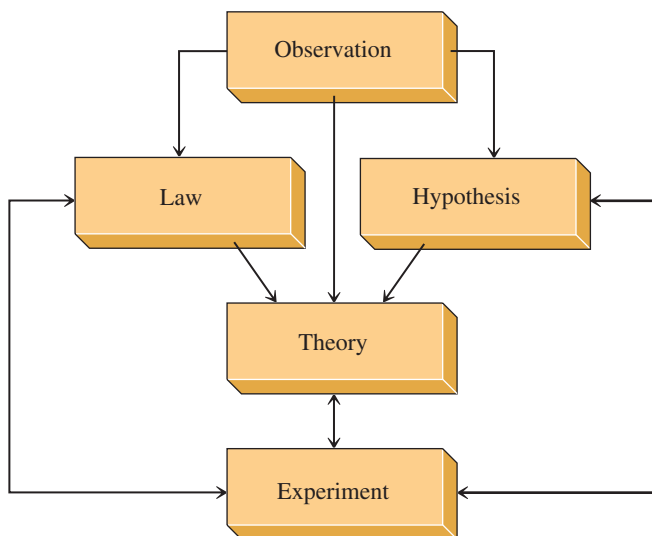 Observation
Law
Hypothesis
Theory
Experiment